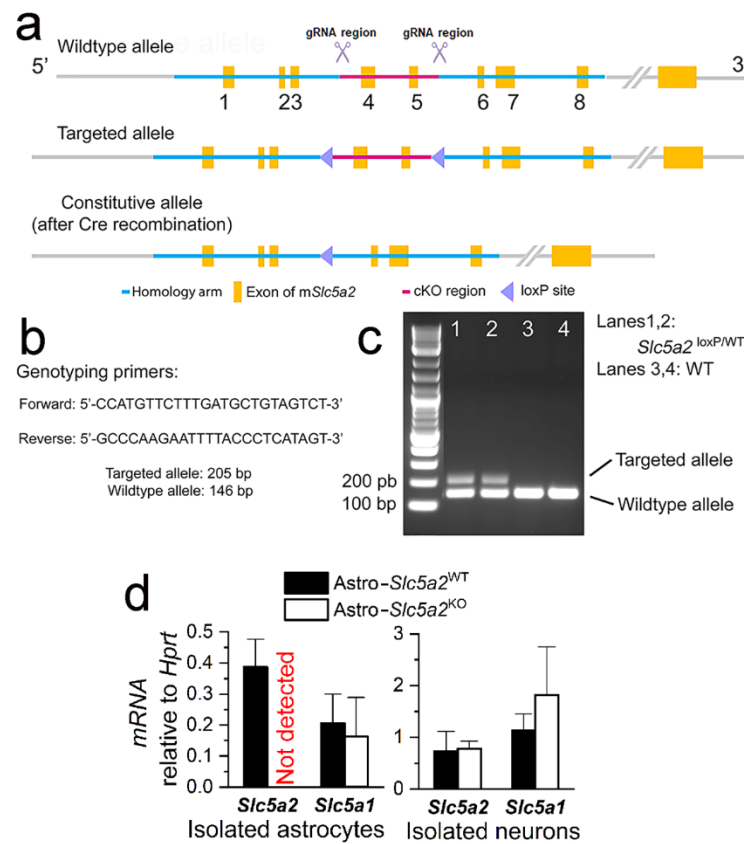 a
gRNA region gRNA region
Wildtype allele
5’ 3’
1 23 4 5 6 7 8
Targeted allele
Constitutive allele
(after Cre recombination)
Homology arm Exon of mSlc5a2 cKO region loxP site
b
Genotyping primers:
Forward: 5'-CCATGTTCTTTGATGCTGTAGTCT-3'
Reverse: 5'-GCCCAAGAATTTTACCCTCATAGT-3'
Targeted allele: 205 bp
Wildtype allele: 146 bp
c
1 2 3 4
Lanes1,2:
Slc5a2 loxP/WT
Lanes 3,4: WT
200 pb
100 bp
Targeted allele
Wildtype allele
d
Astro-Slc5a2WT
Astro-Slc5a2KO
mRNA
relative to Hprt
0.5
0.4
0.3
0.2
0.1
0.0
Not detected
Slc5a2 Slc5a1
Isolated astrocytes
3
2
1
0
Slc5a2 Slc5a1
Isolated neurons